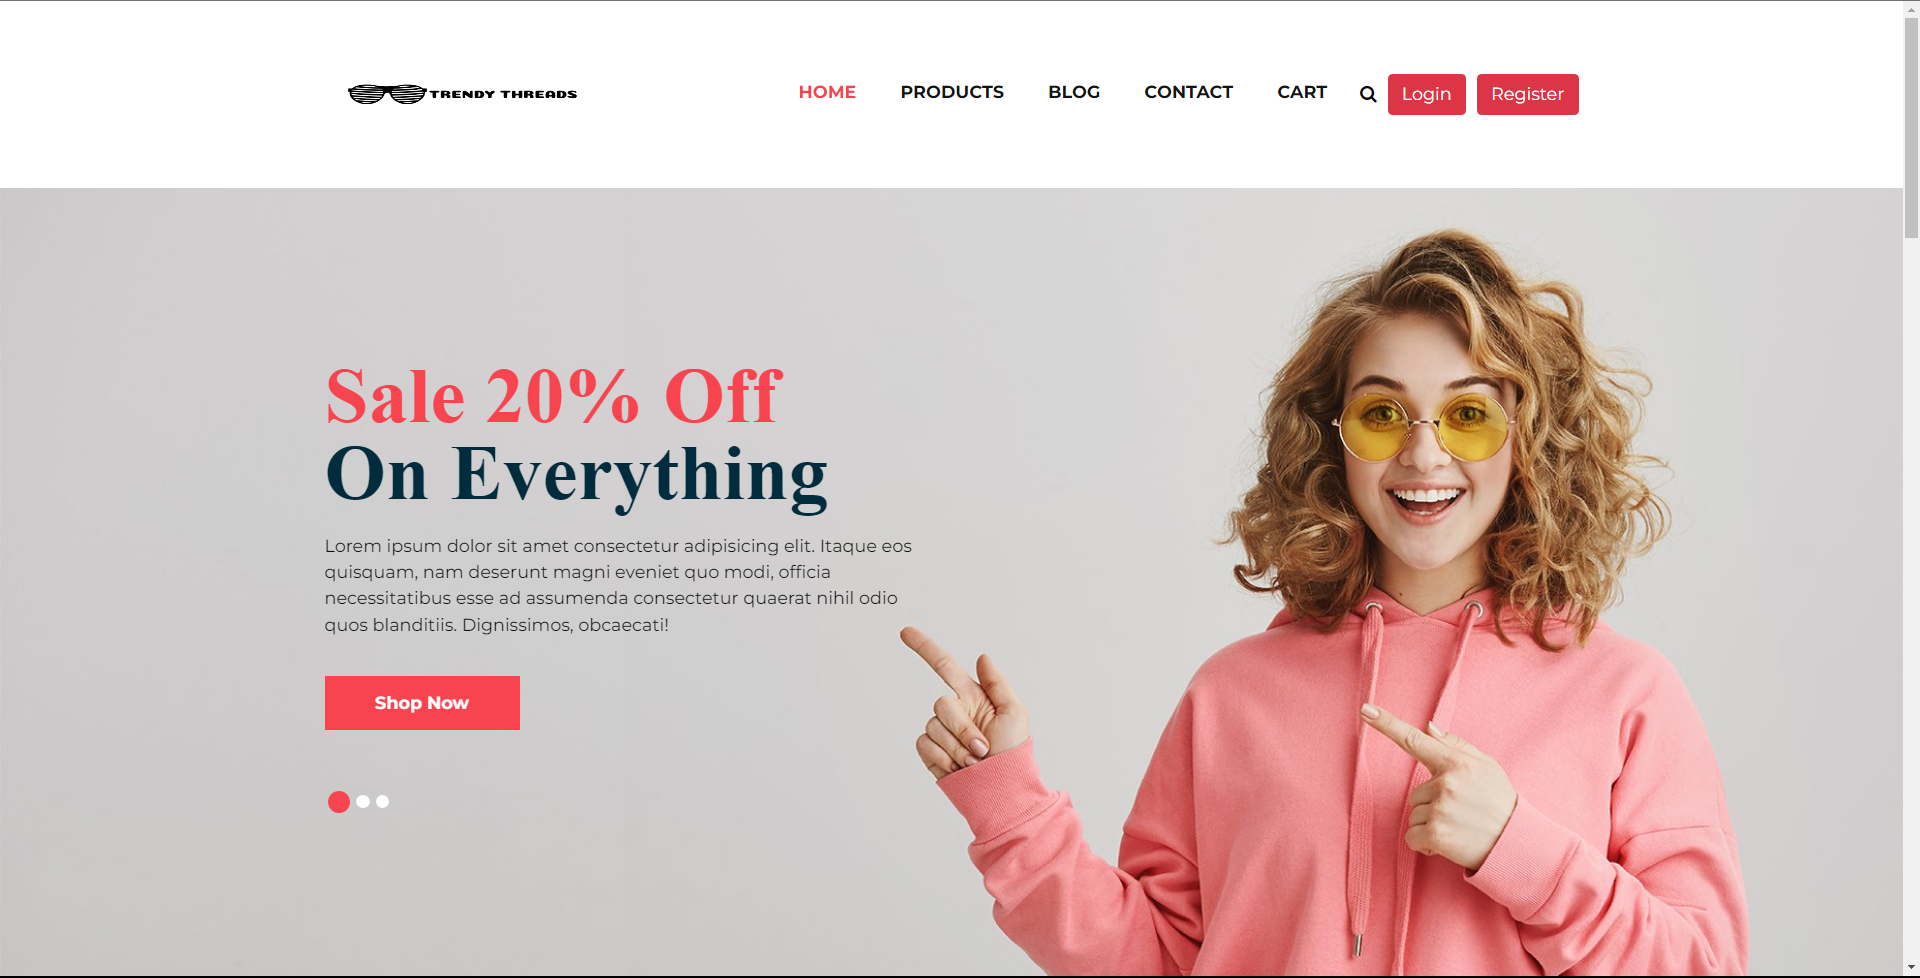 TRENDY THREADS
HOME PRODUCTS BLOG CONTACT CART Login Register
Sale 20% Off
On Everything
Lorem ipsum dolor sit amet consectetur adipisicing elit. Itaque eos
quisquam, nam deserunt magni eveniet quo modi, officia
necessitatibus esse ad assumenda consectetur quaerat nihil odio
quos blanditiis. Dignissimos, obcaecati!
Shop Now